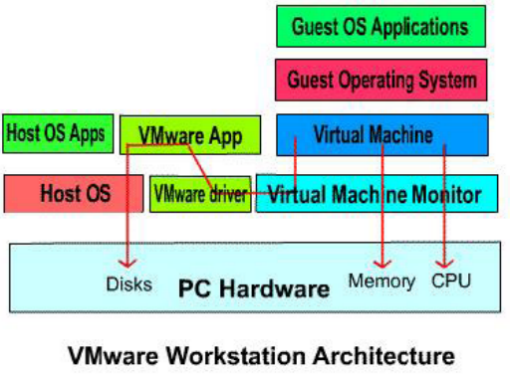 Guest OS Applications
Guest Operating System
Host OS Apps
VMware App
Virtual Machine
Host OS
VMware driver
Virtual Machine Monitor
Disks
PC Hardware
Memory
CPU
VMware Workstation Architecture